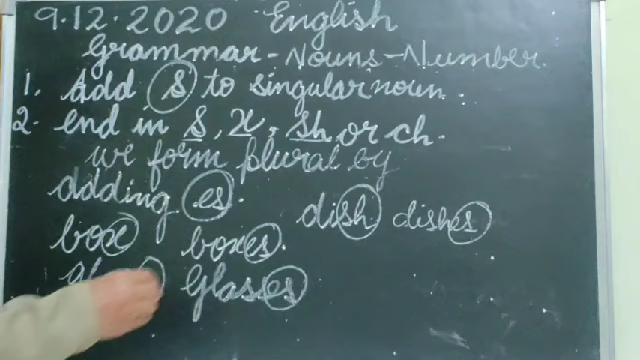 9.12.2020 English
Grammar - Nouns - Number.
1. Add s to singular noun.
2. end in s, x, sh or ch.
we form plural by
adding es.
dish dishes
box boxes.
Glasses